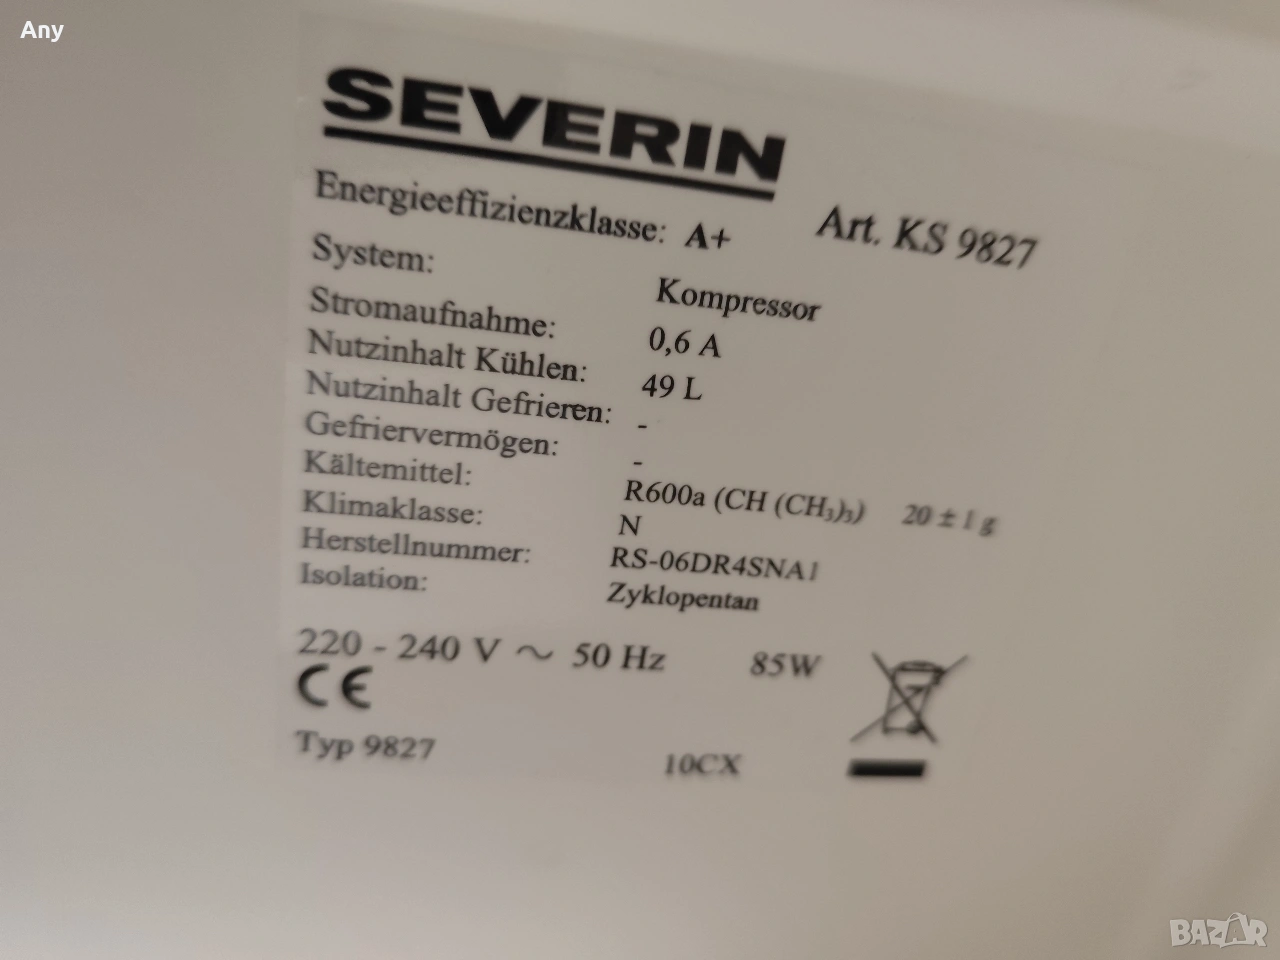 Any
SEVERIN
Energieeffizienzklasse: A+ Art. KS 9827
System: Kompressor
Stromaufnahme: 0,6 A
Nutzinhalt Kühlen: 49 L
Nutzinhalt Gefrieren: -
Gefriervermögen: -
Kältemittel: R600a (CH (CH₃)₃) 20 ± 1 g
Klimaklasse: N
Herstellnummer: RS-06DR4SNA1
Isolation: Zyklopentan
220 - 240 V ~ 50 Hz 85W
CE
Typ 9827 10CX
BAZAR